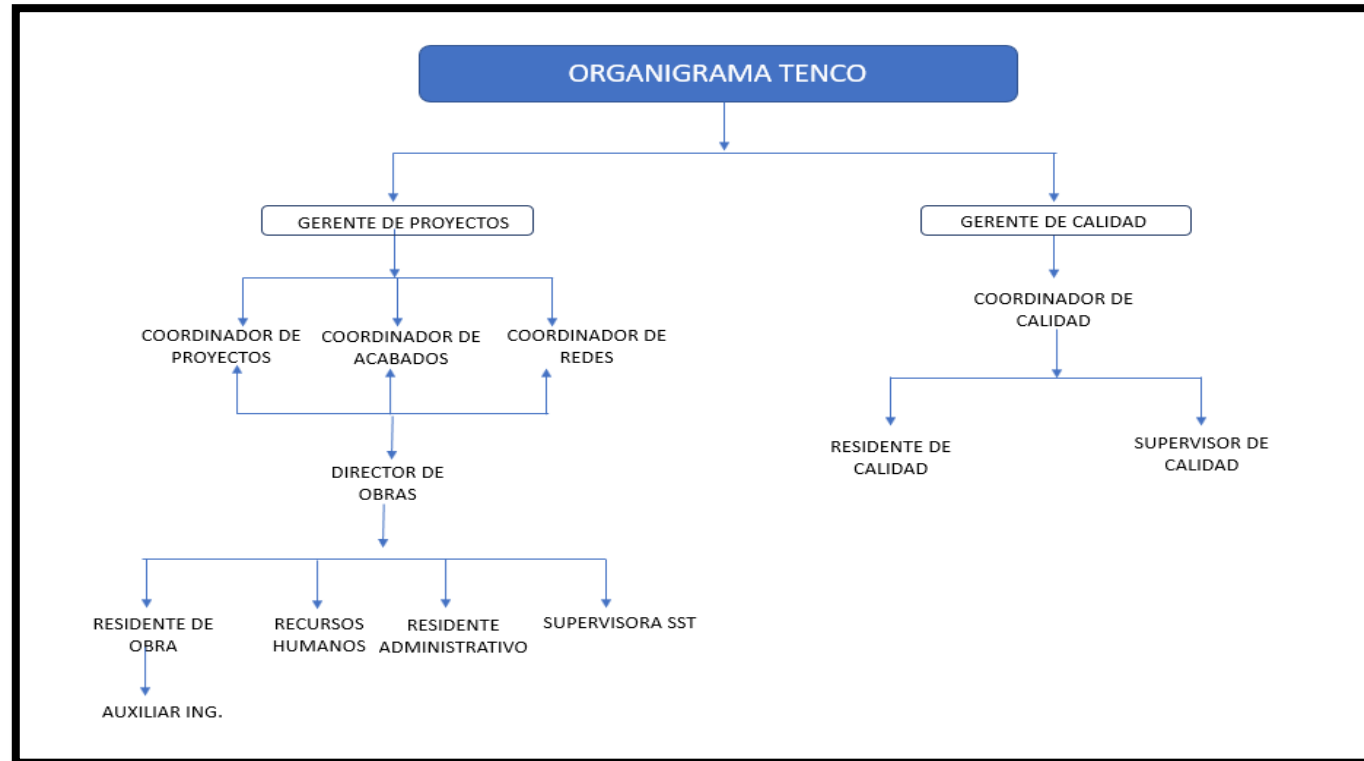 ORGANIGRAMA TENCO
GERENTE DE PROYECTOS
GERENTE DE CALIDAD
COORDINADOR DE
PROYECTOS
COORDINADOR DE
ACABADOS
COORDINADOR DE
REDES
COORDINADOR DE
CALIDAD
DIRECTOR DE
OBRAS
RESIDENTE DE
CALIDAD
SUPERVISOR DE
CALIDAD
RESIDENTE DE
OBRA
RECURSOS
HUMANOS
RESIDENTE
ADMINISTRATIVO
SUPERVISORA SST
AUXILIAR ING.